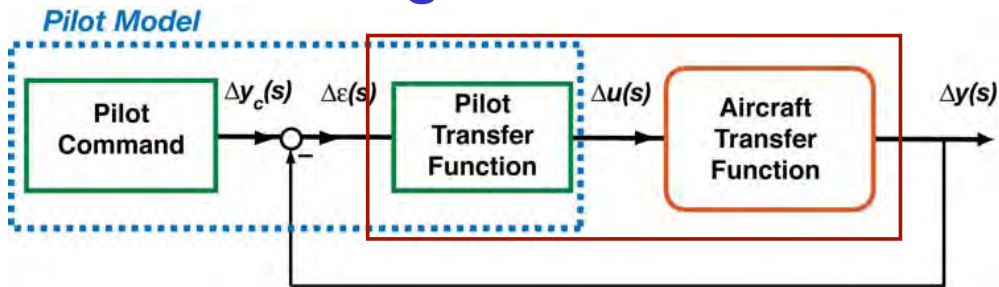 Pilot Model
Pilot
Command
Δy_c(s)
Δε(s)
Pilot
Transfer
Function
Δu(s)
Aircraft
Transfer
Function
Δy(s)
–